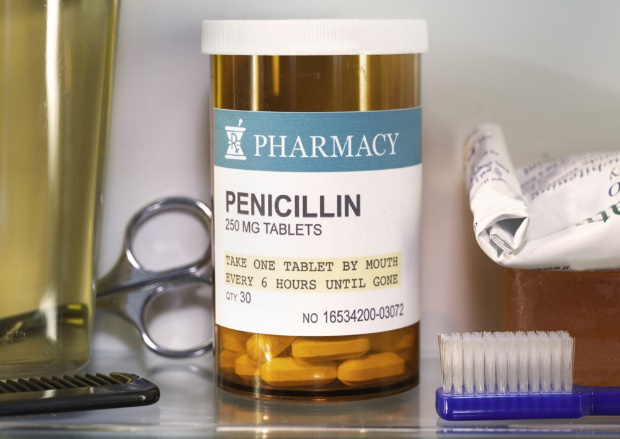 PHARMACY
PENICILLIN
250 MG TABLETS
TAKE ONE TABLET BY MOUTH
EVERY 6 HOURS UNTIL GONE
QTY 30
NO 16534200-03072